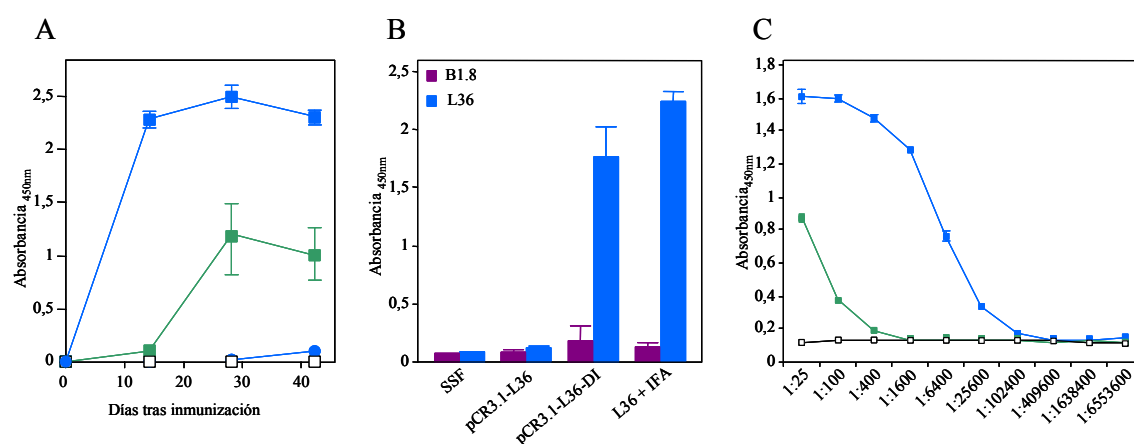 A
B
C
Absorbancia 450nm
2,5
2
1,5
1
0,5
0
0
10
20
30
40
Días tras inmunización
Absorbancia 450nm
2,5
2
1,5
1
0,5
0
B1.8
L36
SSF
pCR3.1-L36
pCR3.1-L36-DI
L36 + IFA
Absorbancia450nm
1,8
1,6
1,4
1,2
1
0,8
0,6
0,4
0,2
0
1:25
1:100
1:400
1:1600
1:6400
1:25600
1:102400
1:409600
1:1638400
1:6553600